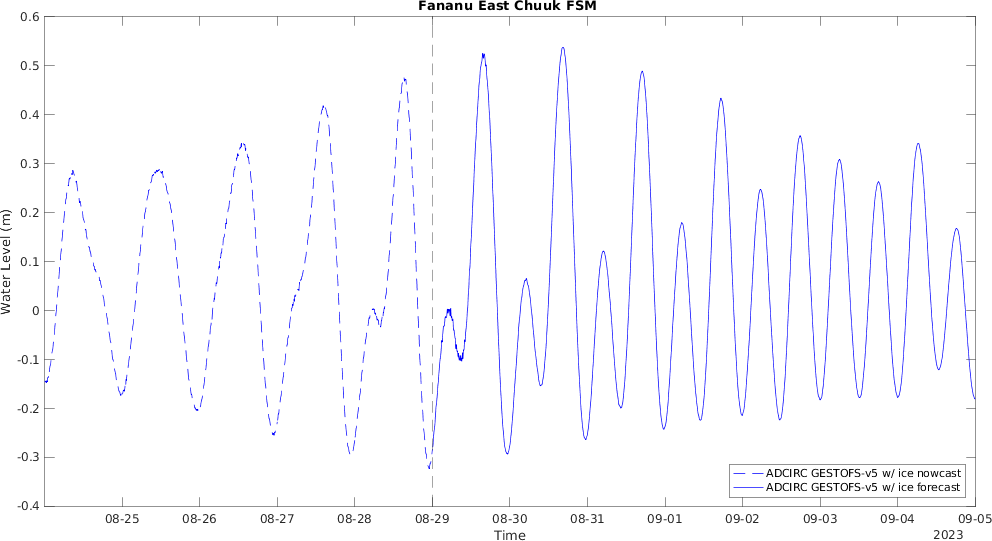 Fananu East Chuuk FSM
0.6
0.5
0.4
0.3
0.2
0.1
0
-0.1
-0.2
-0.3
-0.4
Water Level (m)
ADCIRC GESTOFS-v5 w/ ice nowcast
ADCIRC GESTOFS-v5 w/ ice forecast
08-25 08-26 08-27 08-28 08-29 08-30 08-31 09-01 09-02 09-03 09-04 09-05
Time
2023